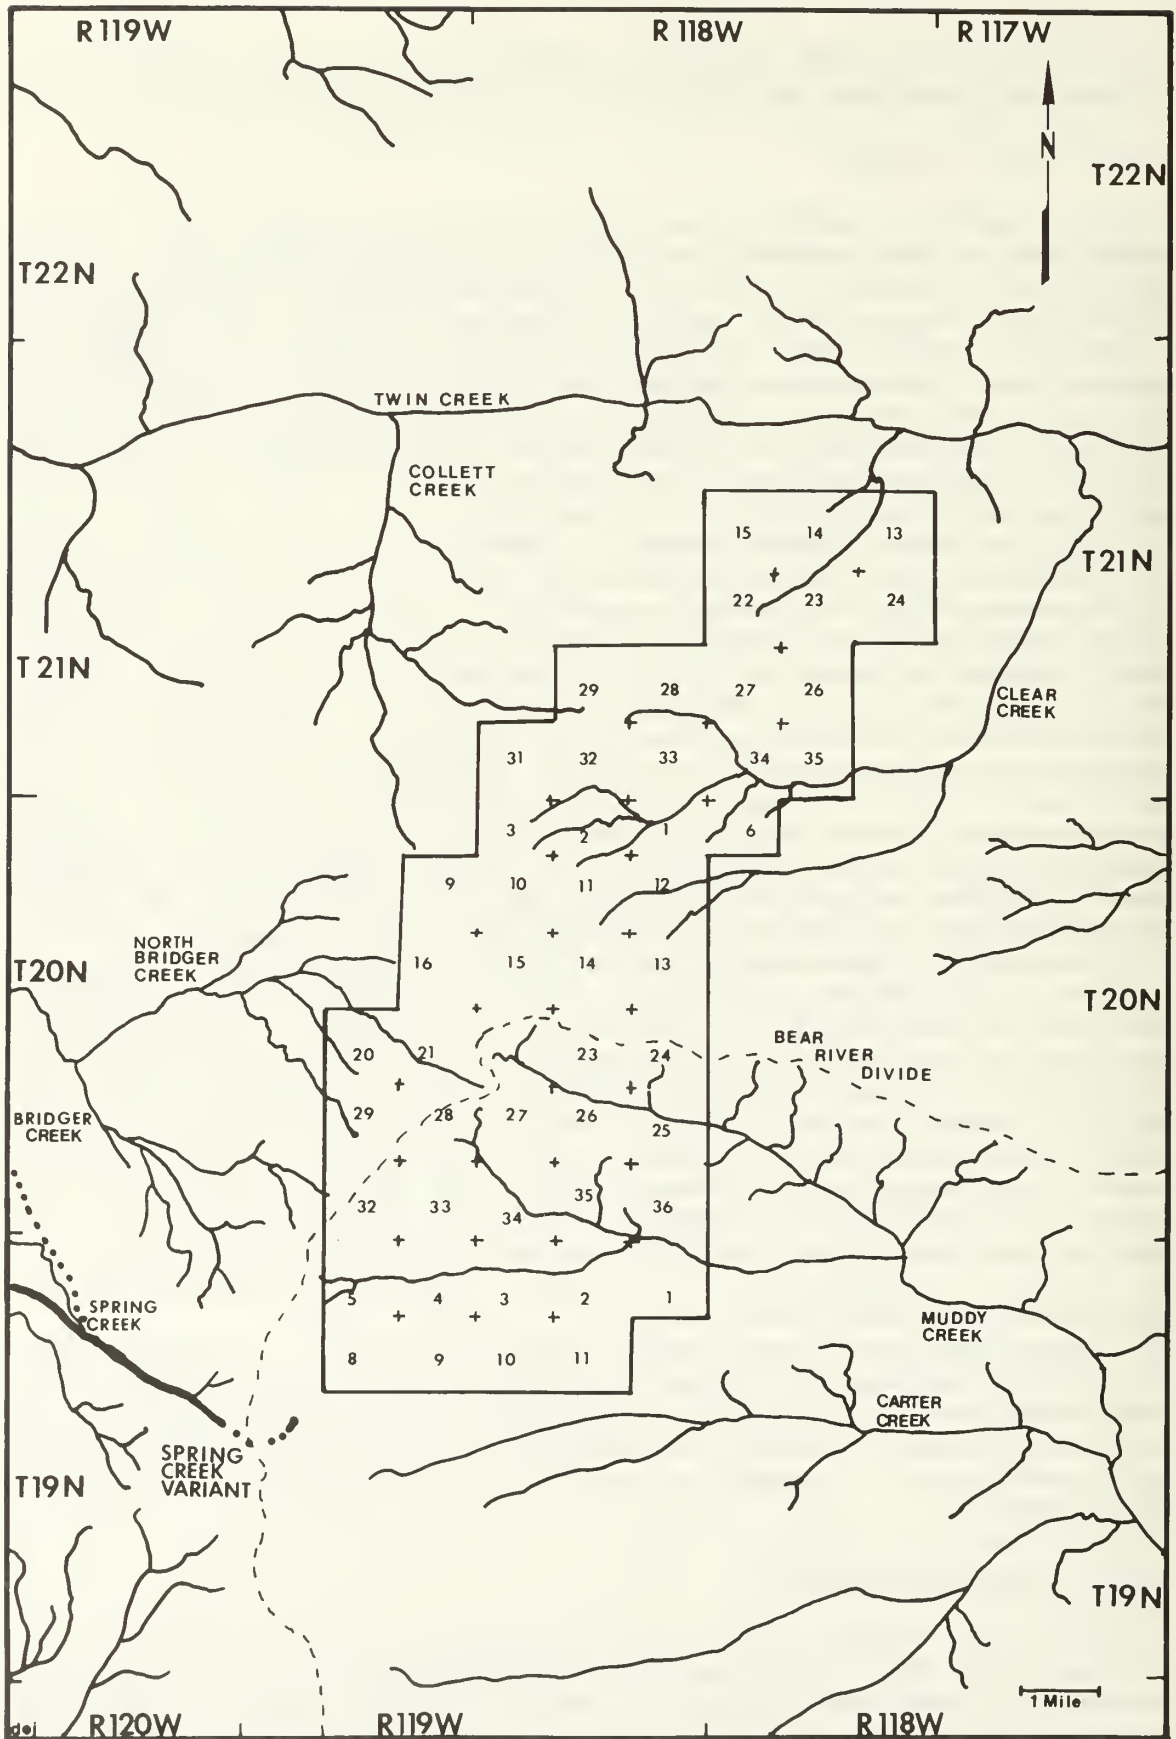 R119W R118W R117W
N
T22N
T22N
TWIN CREEK
COLLETT
CREEK
15 14 13
T21N
22 23 24
T21N
29 28 27 26
CLEAR
CREEK
31 32 33 34 35
3 2 1 6
9 10 11 12
NORTH
BRIDGER
CREEK
T20N
16 15 14 13
T20N
BEAR
RIVER
DIVIDE
20 21 23 24
BRIDGER
CREEK
29 28 27 26 25
32 33 34 35 36
SPRING
CREEK
5 4 3 2 1
MUDDY
CREEK
8 9 10 11
CARTER
CREEK
SPRING
CREEK
VARIANT
T19N
T19N
1 Mile
R120W R119W R118W